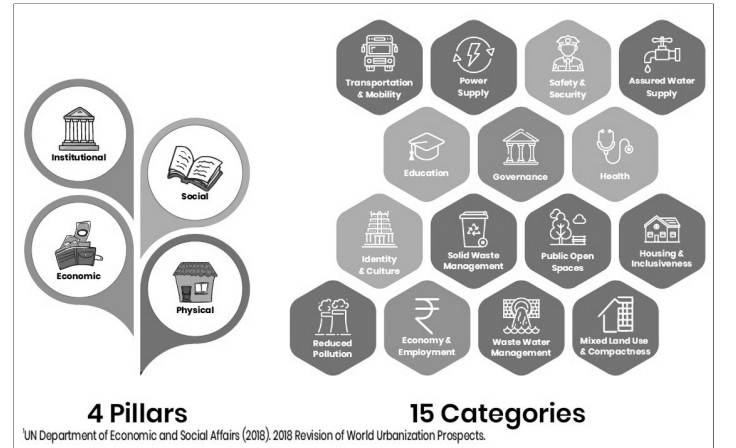 Institutional
Social
Economic
Physical
4 Pillars
Transportation
& Mobility
Power
Supply
Safety &
Security
Assured Water
Supply
Education
Governance
Health
Identity
& Culture
Solid Waste
Management
Public Open
Spaces
Housing &
Inclusiveness
Reduced
Pollution
Economy &
Employment
Waste Water
Management
Mixed Land Use
& Compactness
15 Categories
¹UN Department of Economic and Social Affairs (2018). 2018 Revision of World Urbanization Prospects.